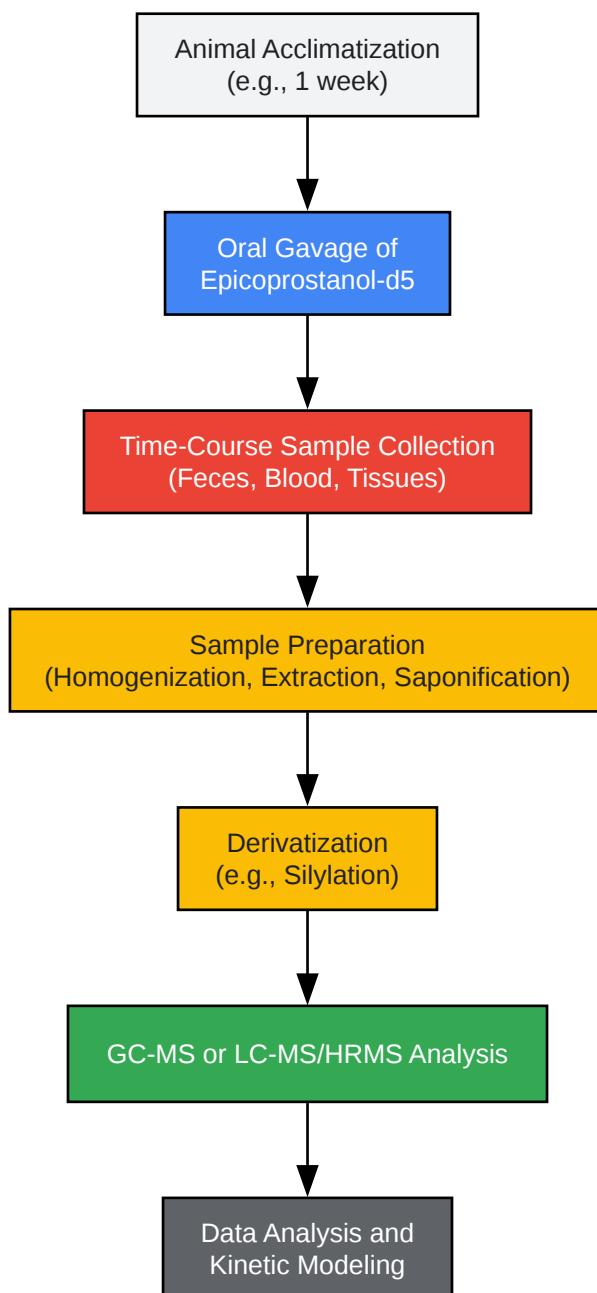 Animal Acclimatization
(e.g., 1 week)
Oral Gavage of
Epicoprostanol-d5
Time-Course Sample Collection
(Feces, Blood, Tissues)
Sample Preparation
(Homogenization, Extraction, Saponification)
Derivatization
(e.g., Silylation)
GC-MS or LC-MS/HRMS Analysis
Data Analysis and
Kinetic Modeling